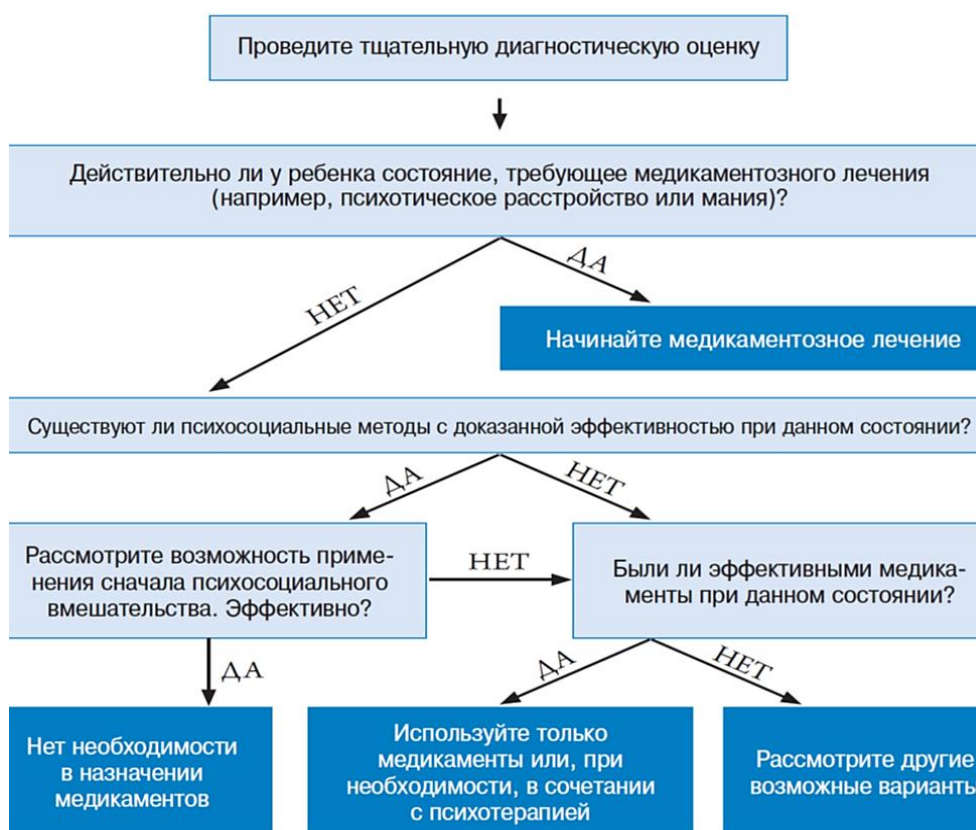 Проведите тщательную диагностическую оценку
Действительно ли у ребенка состояние, требующее медикаментозного лечения
(например, психотическое расстройство или мания)?
НЕТ
ДА
Начинайте медикаментозное лечение
Существуют ли психосоциальные методы с доказанной эффективностью при данном состоянии?
ДА
НЕТ
Рассмотрите возможность приме-
нения сначала психосоциального
вмешательства. Эффективно?
НЕТ
Были ли эффективными медика-
менты при данном состоянии?
ДА
ДА
НЕТ
Нет необходимости
в назначении
медикаментов
Используйте только
медикаменты или, при
необходимости, в сочетании
с психотерапией
Рассмотрите другие
возможные варианты